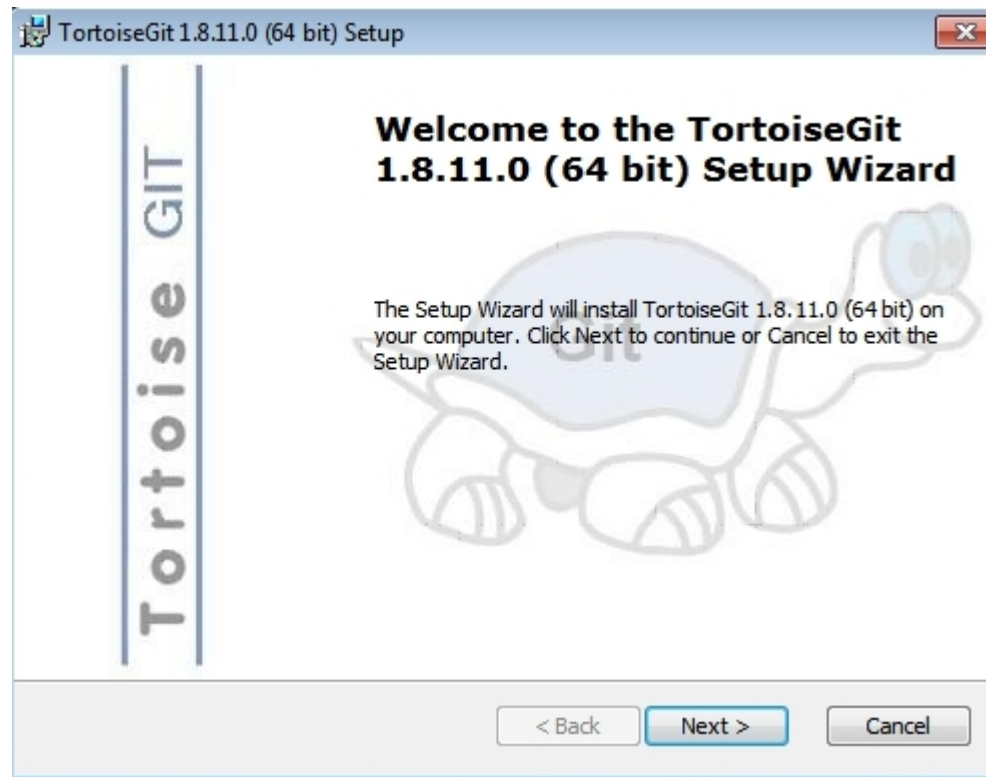 TortoiseGit 1.8.11.0 (64 bit) Setup
Tortoise GIT
Welcome to the TortoiseGit
1.8.11.0 (64 bit) Setup Wizard
The Setup Wizard will install TortoiseGit 1.8.11.0 (64 bit) on
your computer. Click Next to continue or Cancel to exit the
Setup Wizard.
Git
< Back
Next >
Cancel